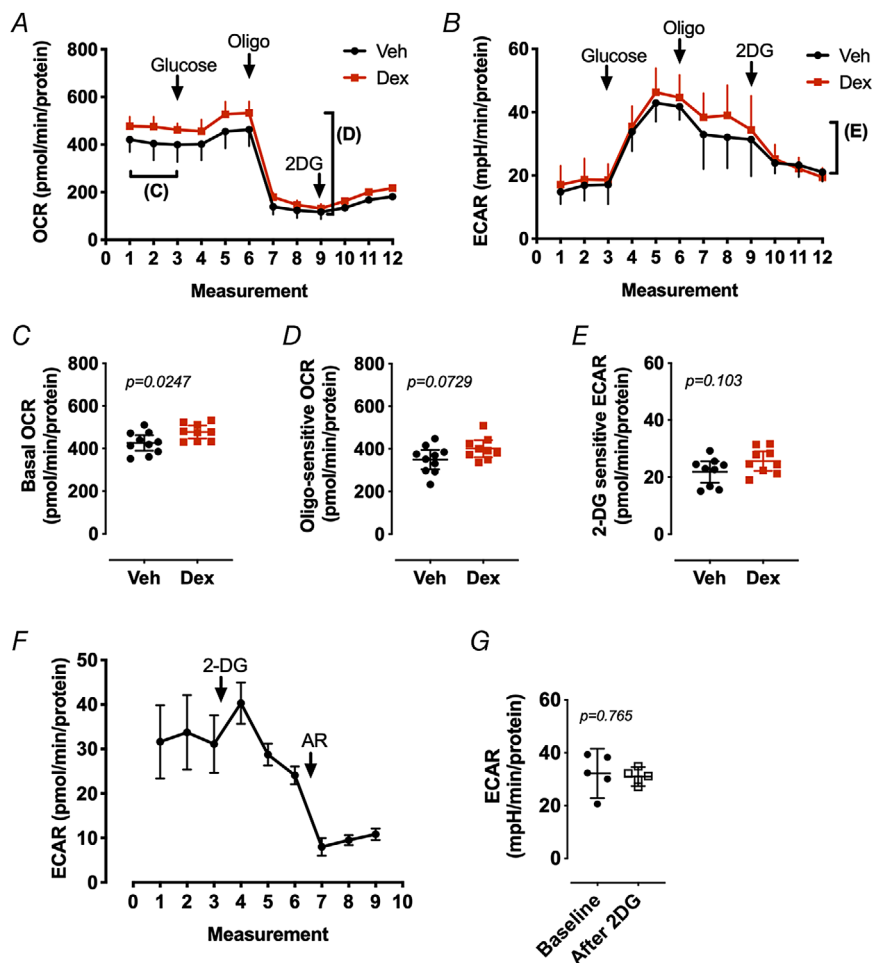 A
OCR (pmol/min/protein)
800
600
400
200
0
Glucose
Oligo
2DG
(C)
(D)
Veh
Dex
0 1 2 3 4 5 6 7 8 9 10 11 12
Measurement
B
ECAR (mpH/min/protein)
60
40
20
0
Glucose
Oligo
2DG
(E)
Veh
Dex
0 1 2 3 4 5 6 7 8 9 10 11 12
Measurement
C
Basal OCR
(pmol/min/protein)
800
600
400
200
0
p=0.0247
Veh Dex
D
Oligo-sensitive OCR
(pmol/min/protein)
800
600
400
200
0
p=0.0729
Veh Dex
E
2-DG sensitive ECAR
(pmol/min/protein)
60
40
20
0
p=0.103
Veh Dex
F
ECAR (pmol/min/protein)
50
40
30
20
10
0
2-DG
AR
0 1 2 3 4 5 6 7 8 9 10
Measurement
G
ECAR
(mpH/min/protein)
60
40
20
0
p=0.765
Baseline
After 2DG